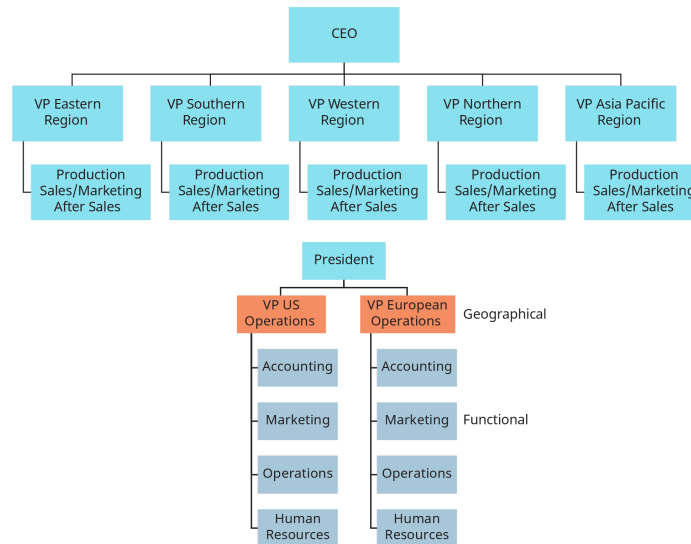 CEO
VP Eastern
Region
VP Southern
Region
VP Western
Region
VP Northern
Region
VP Asia Pacific
Region
Production
Sales/Marketing
After Sales
Production
Sales/Marketing
After Sales
Production
Sales/Marketing
After Sales
Production
Sales/Marketing
After Sales
Production
Sales/Marketing
After Sales
President
VP US
Operations
VP European
Operations
Geographical
Accounting
Accounting
Marketing
Marketing
Functional
Operations
Operations
Human
Resources
Human
Resources